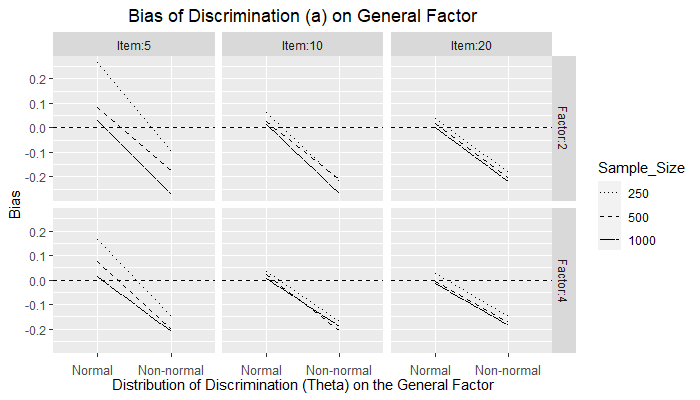 Bias of Discrimination (a) on General Factor
Item:5
Item:10
Item:20
0.2
0.1
0.0
-0.1
-0.2
Factor:2
0.2
0.1
0.0
-0.1
-0.2
Factor:4
Bias
Normal
Non-normal
Normal
Non-normal
Normal
Non-normal
Distribution of Discrimination (Theta) on the General Factor
Sample_Size
250
500
1000